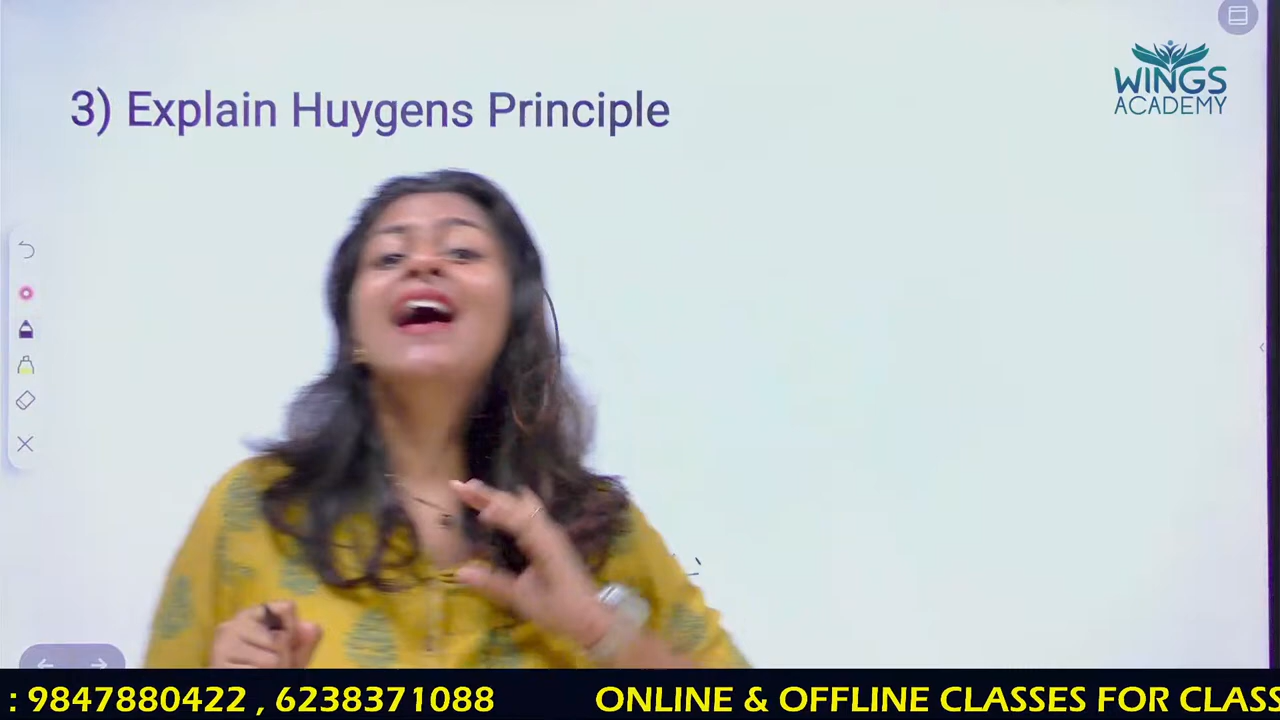 3) Explain Huygens Principle
WINGS
ACADEMY
: 9847880422 , 6238371088 ONLINE & OFFLINE CLASSES FOR CLASS